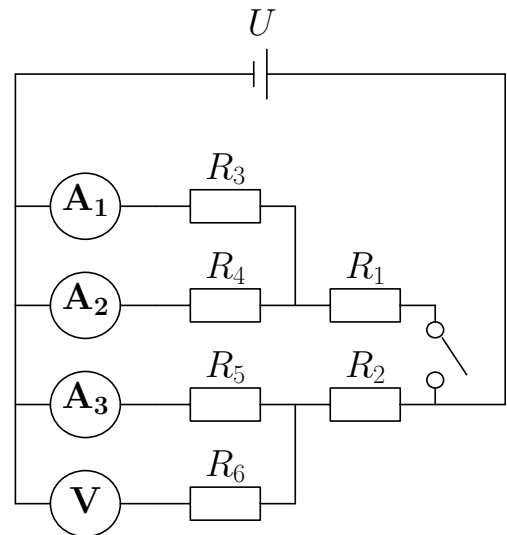 U
R₃
A₁
R₄ R₁
A₂
R₅ R₂
A₃
R₆
V